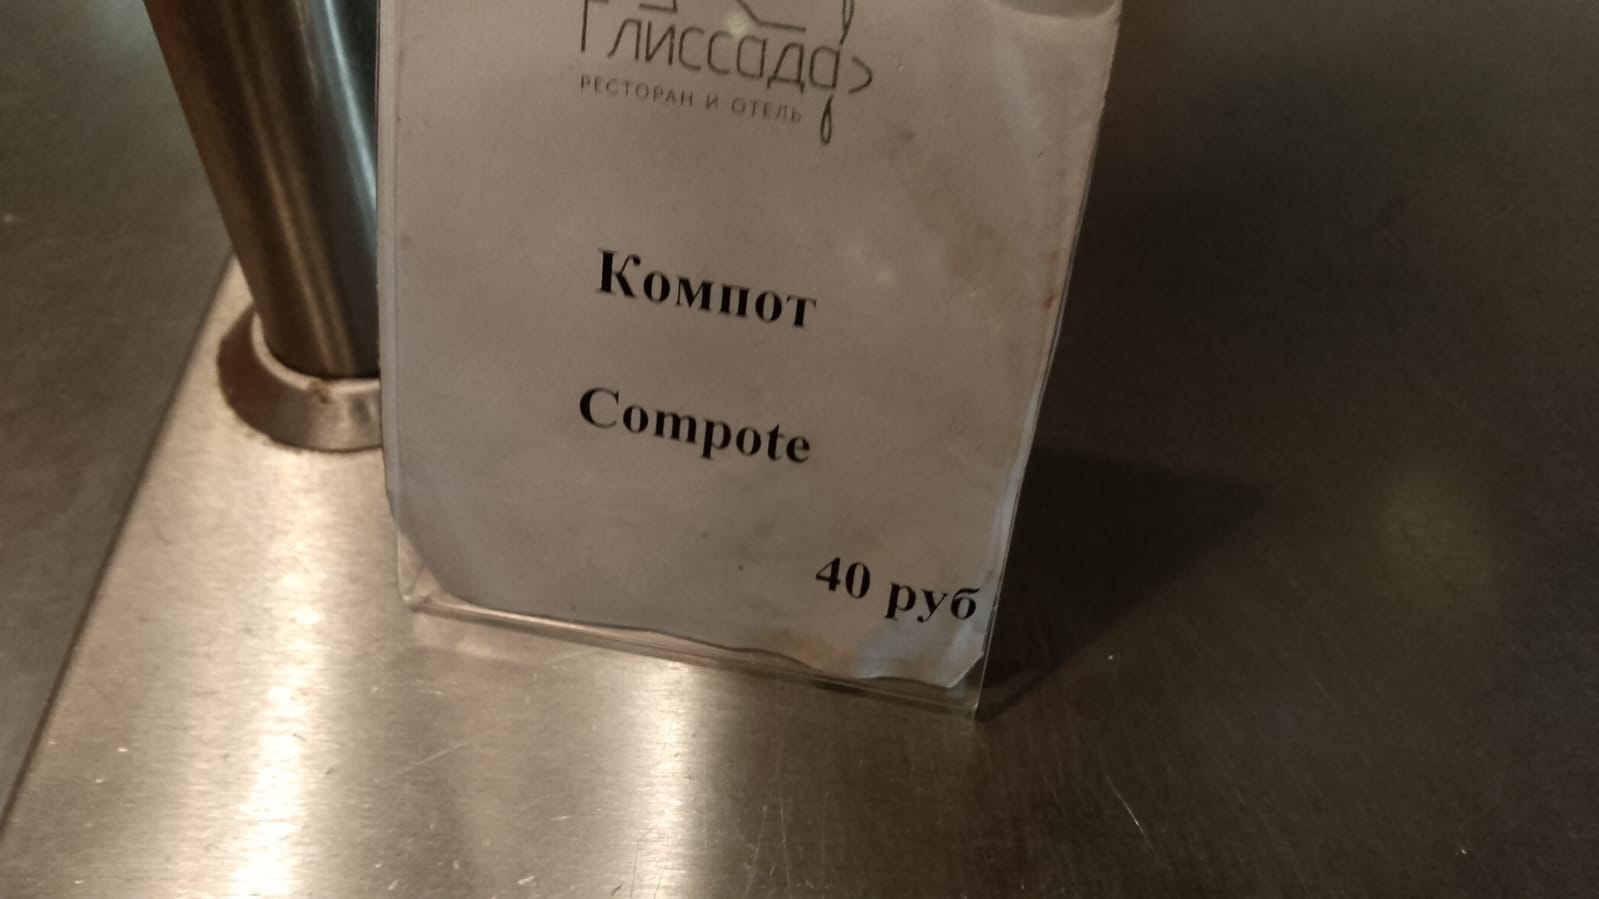 Глиссада
РЕСТОРАН И ОТЕЛЬ
Компот
Compote
40 руб